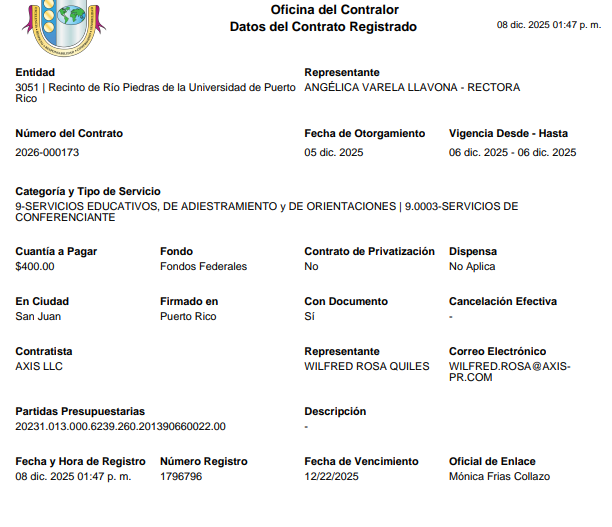 Oficina del Contralor
Datos del Contrato Registrado
08 dic. 2025 01:47 p. m.
Entidad
3051 | Recinto de Río Piedras de la Universidad de Puerto
Rico
Representante
ANGÉLICA VARELA LLAVONA - RECTORA
Número del Contrato
2026-000173
Fecha de Otorgamiento
05 dic. 2025
Vigencia Desde - Hasta
06 dic. 2025 - 06 dic. 2025
Categoría y Tipo de Servicio
9-SERVICIOS EDUCATIVOS, DE ADIESTRAMIENTO y DE ORIENTACIONES | 9.0003-SERVICIOS DE
CONFERENCIANTE
Cuantía a Pagar
$400.00
Fondo
Fondos Federales
Contrato de Privatización
No
Dispensa
No Aplica
En Ciudad
San Juan
Firmado en
Puerto Rico
Con Documento
Sí
Cancelación Efectiva
-
Contratista
AXIS LLC
Representante
WILFRED ROSA QUILES
Correo Electrónico
WILFRED.ROSA@AXIS-
PR.COM
Partidas Presupuestarias
20231.013.000.6239.260.201390660022.00
Descripción
-
Fecha y Hora de Registro
08 dic. 2025 01:47 p. m.
Número Registro
1796796
Fecha de Vencimiento
12/22/2025
Oficial de Enlace
Mónica Frias Collazo